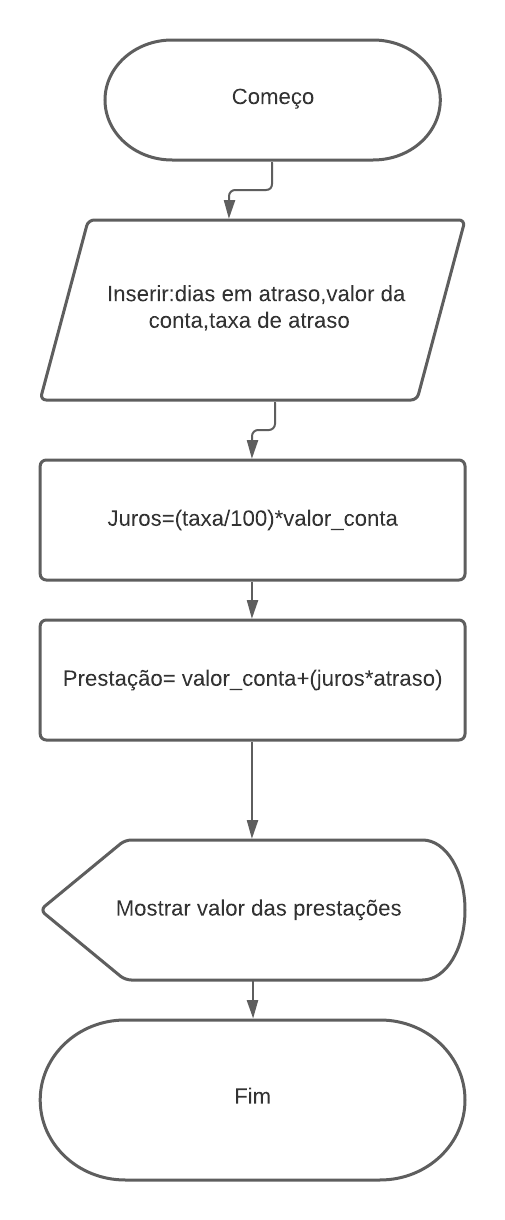 Começo
Inserir:dias em atraso,valor da
conta,taxa de atraso
Juros=(taxa/100)*valor_conta
Prestação= valor_conta+(juros*atraso)
Mostrar valor das prestações
Fim